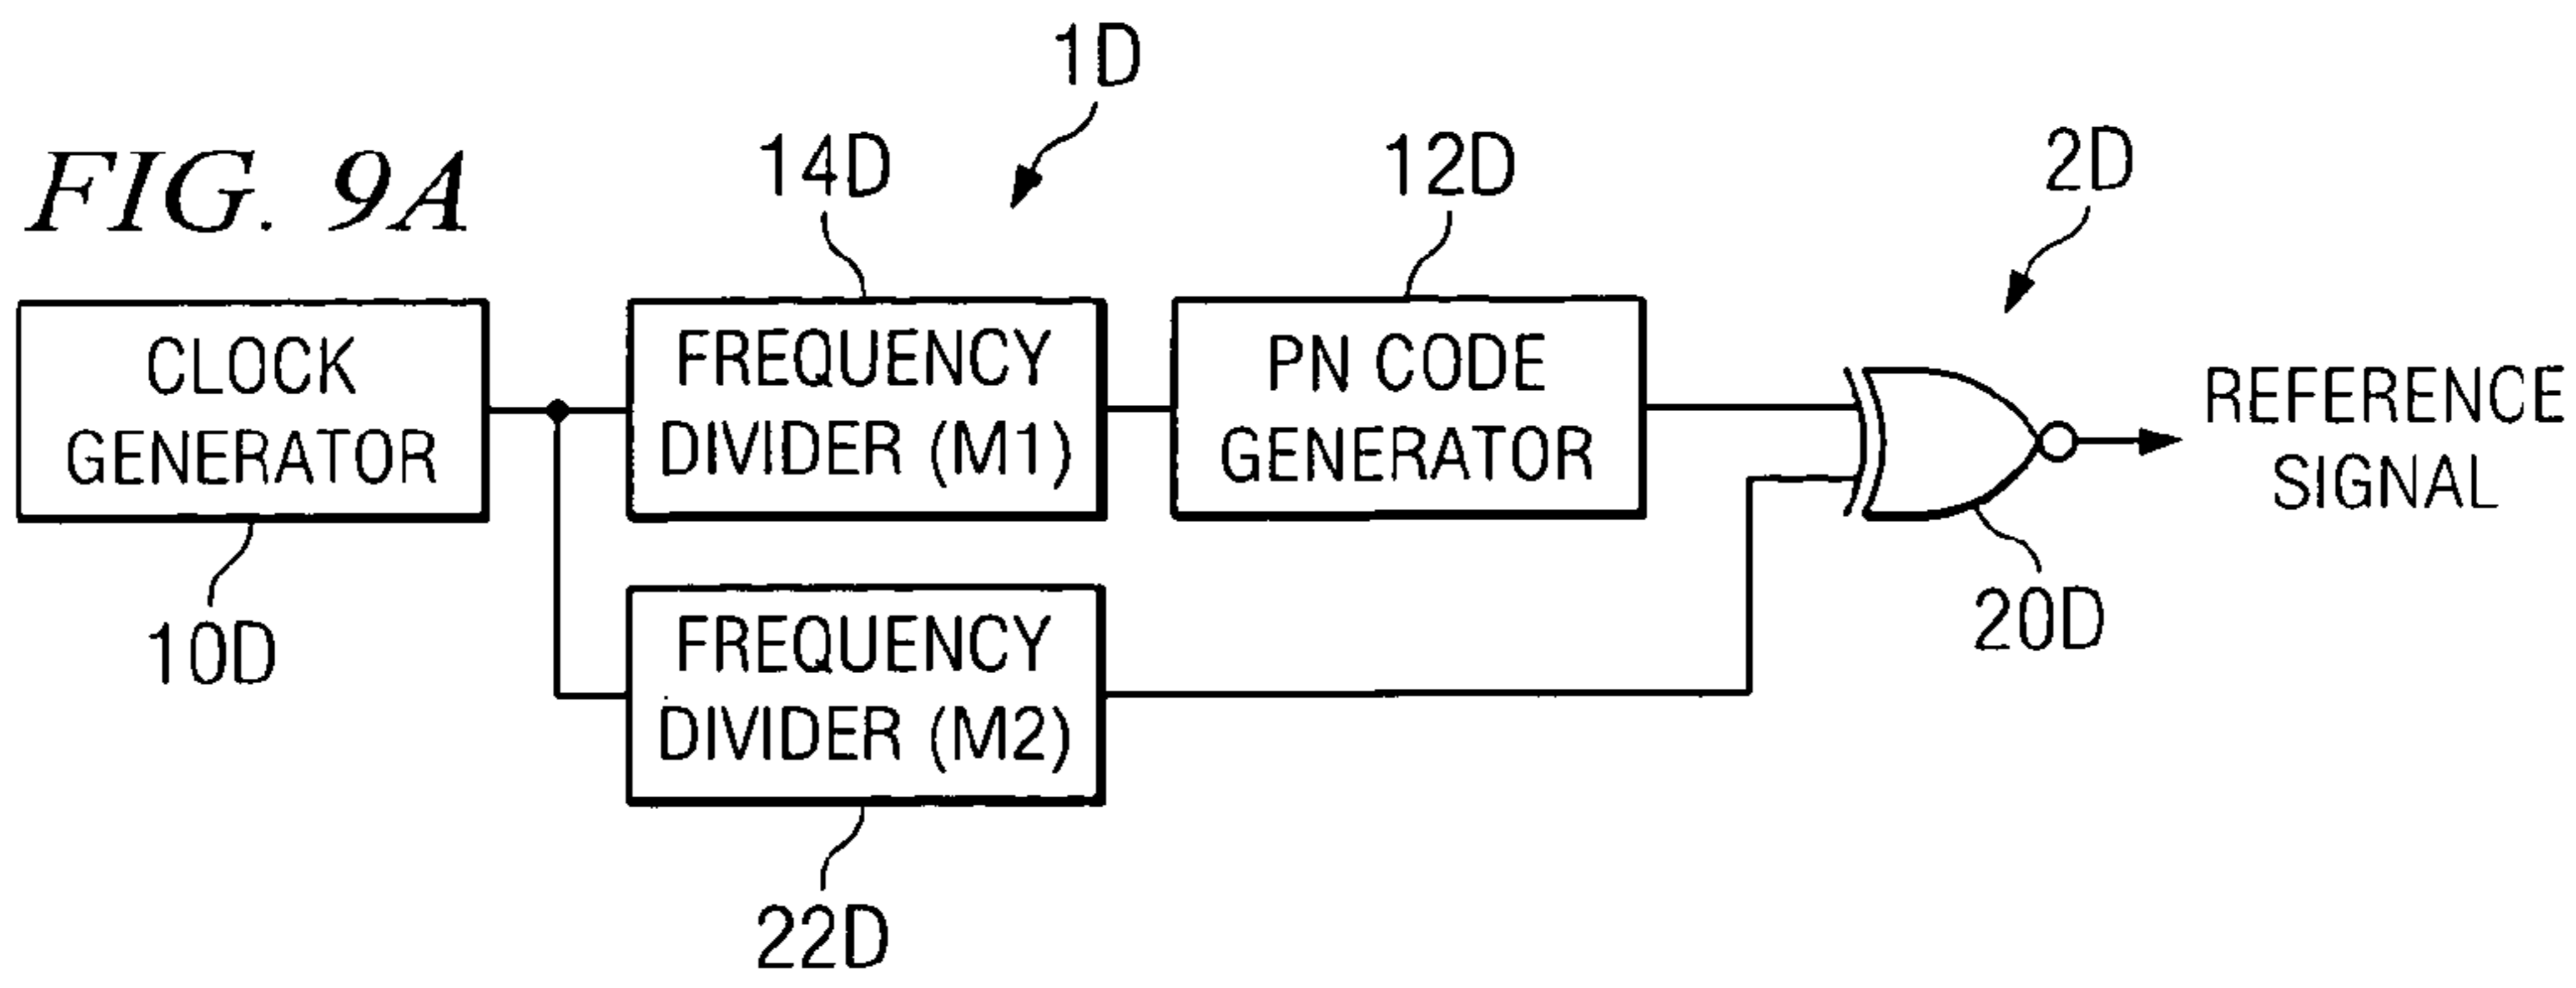 FIG. 9A
1D
14D
12D
2D
CLOCK
GENERATOR
FREQUENCY
DIVIDER (M1)
PN CODE
GENERATOR
REFERENCE
SIGNAL
10D
FREQUENCY
DIVIDER (M2)
20D
22D